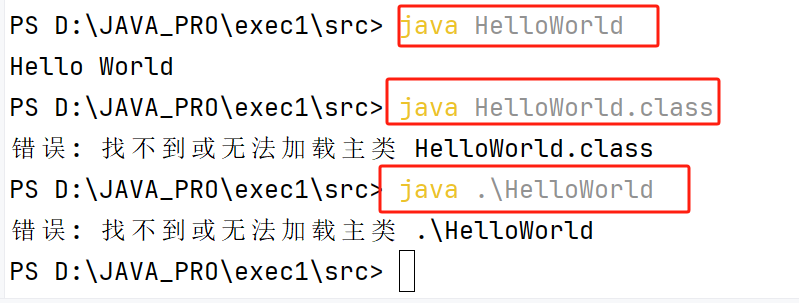 PS D:\JAVA_PRO\exec1\src> java HelloWorld
Hello World
PS D:\JAVA_PRO\exec1\src> java HelloWorld.class
错误: 找不到或无法加载主类 HelloWorld.class
PS D:\JAVA_PRO\exec1\src> java .\HelloWorld
错误: 找不到或无法加载主类 .\HelloWorld
PS D:\JAVA_PRO\exec1\src>